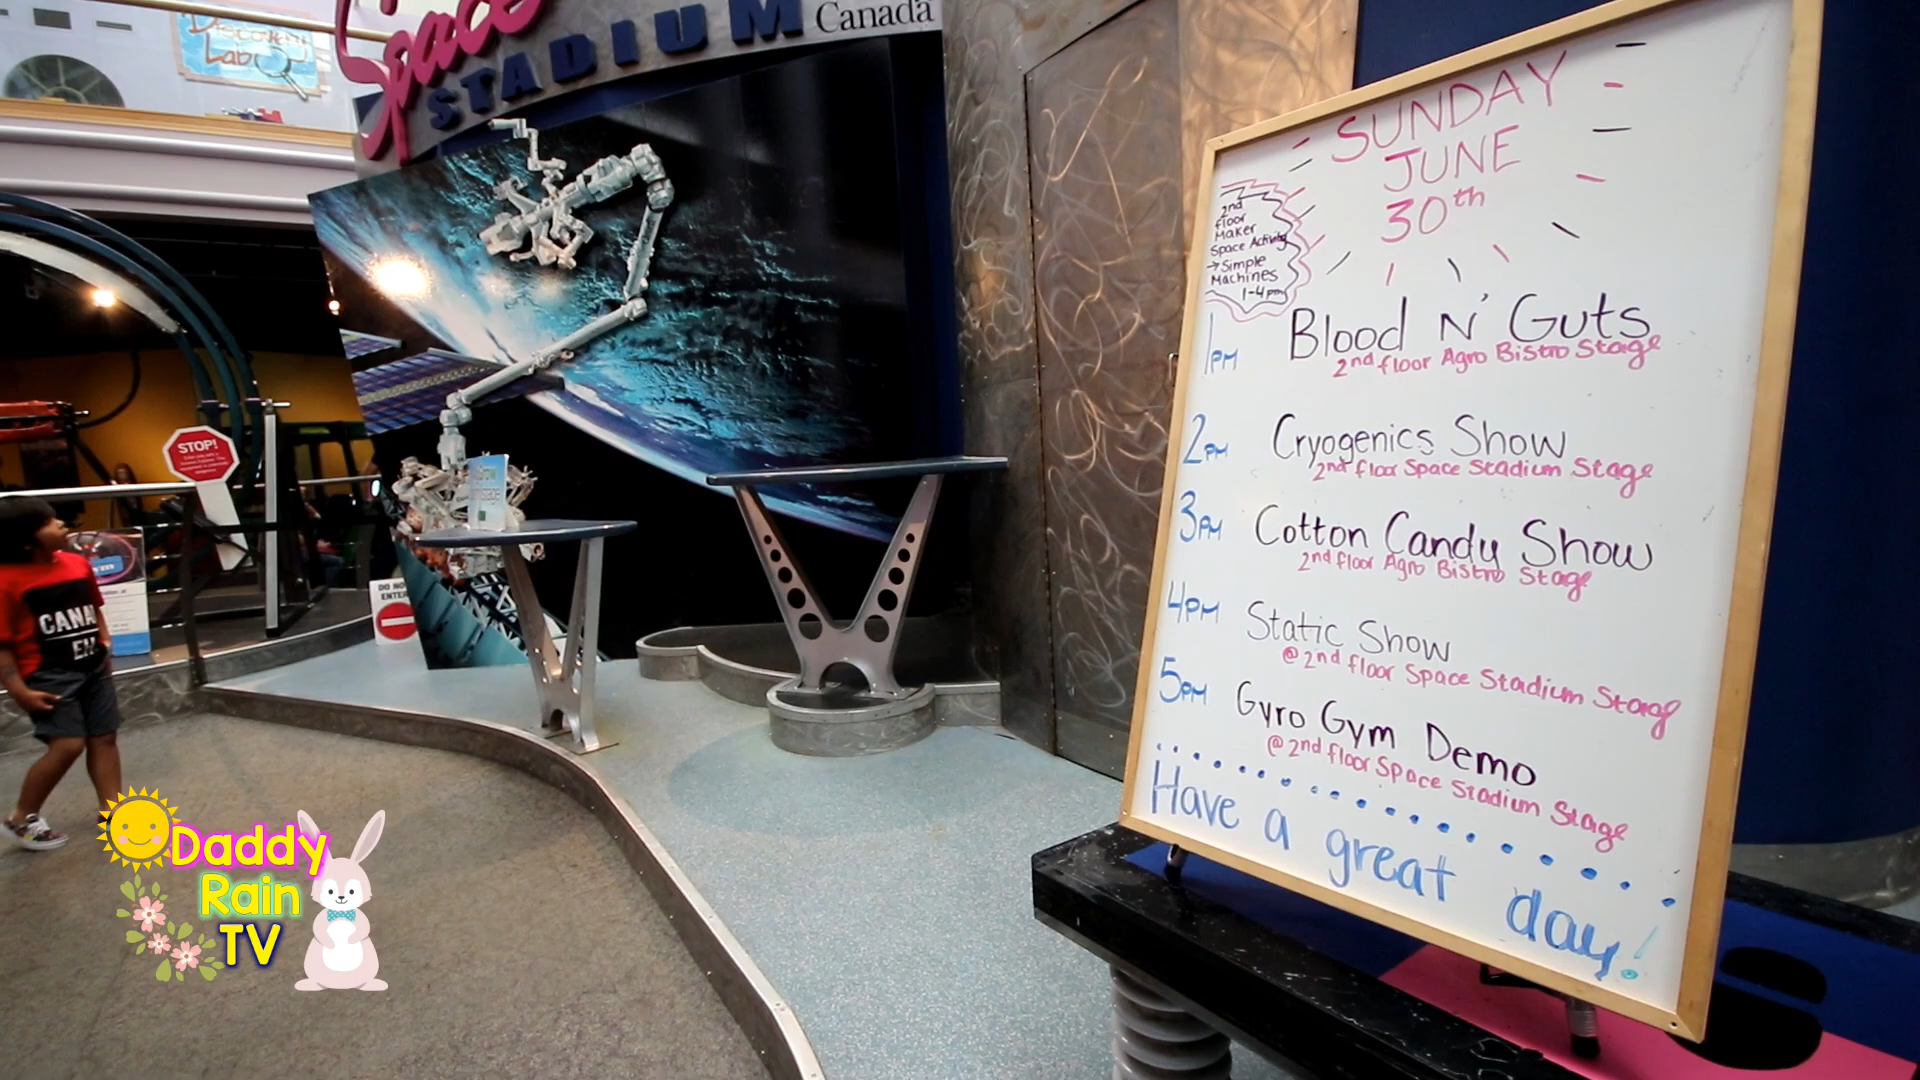 Discovery
Lab
Space
STADIUM
Canada
STOP!
DO NOT
ENTER
CANA
EH
SUNDAY
JUNE
30th
2nd
floor
Maker
Space Activity
→ Simple
Machines
1-4pm
1PM Blood N' Guts
2nd floor Agro Bistro Stage
2PM Cryogenics Show
2nd floor Space Stadium Stage
3PM Cotton Candy Show
2nd floor Agro Bistro Stage
4PM Static Show
@ 2nd floor Space Stadium Stage
5PM Gyro Gym Demo
@ 2nd floor Space Stadium Stage
Have a great day!
Daddy
Rain
TV